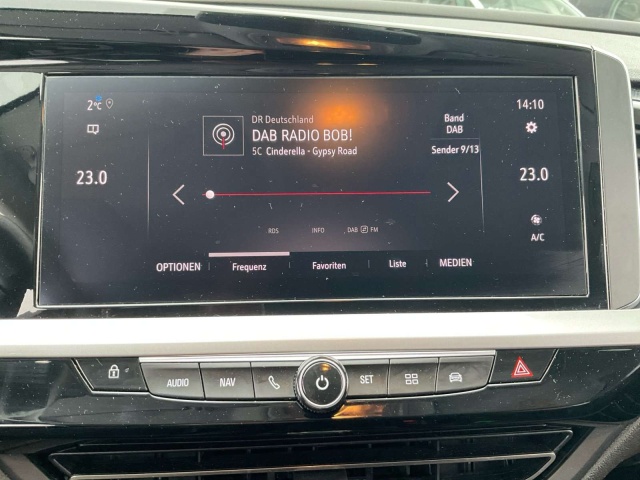 2°C
14:10
DR Deutschland
DAB RADIO BOB!
5C Cinderella - Gypsy Road
Band
DAB
Sender 9/13
23.0
23.0
RDS
INFO
DAB FM
A/C
OPTIONEN
Frequenz
Favoriten
Liste
MEDIEN
AUDIO
NAV
SET